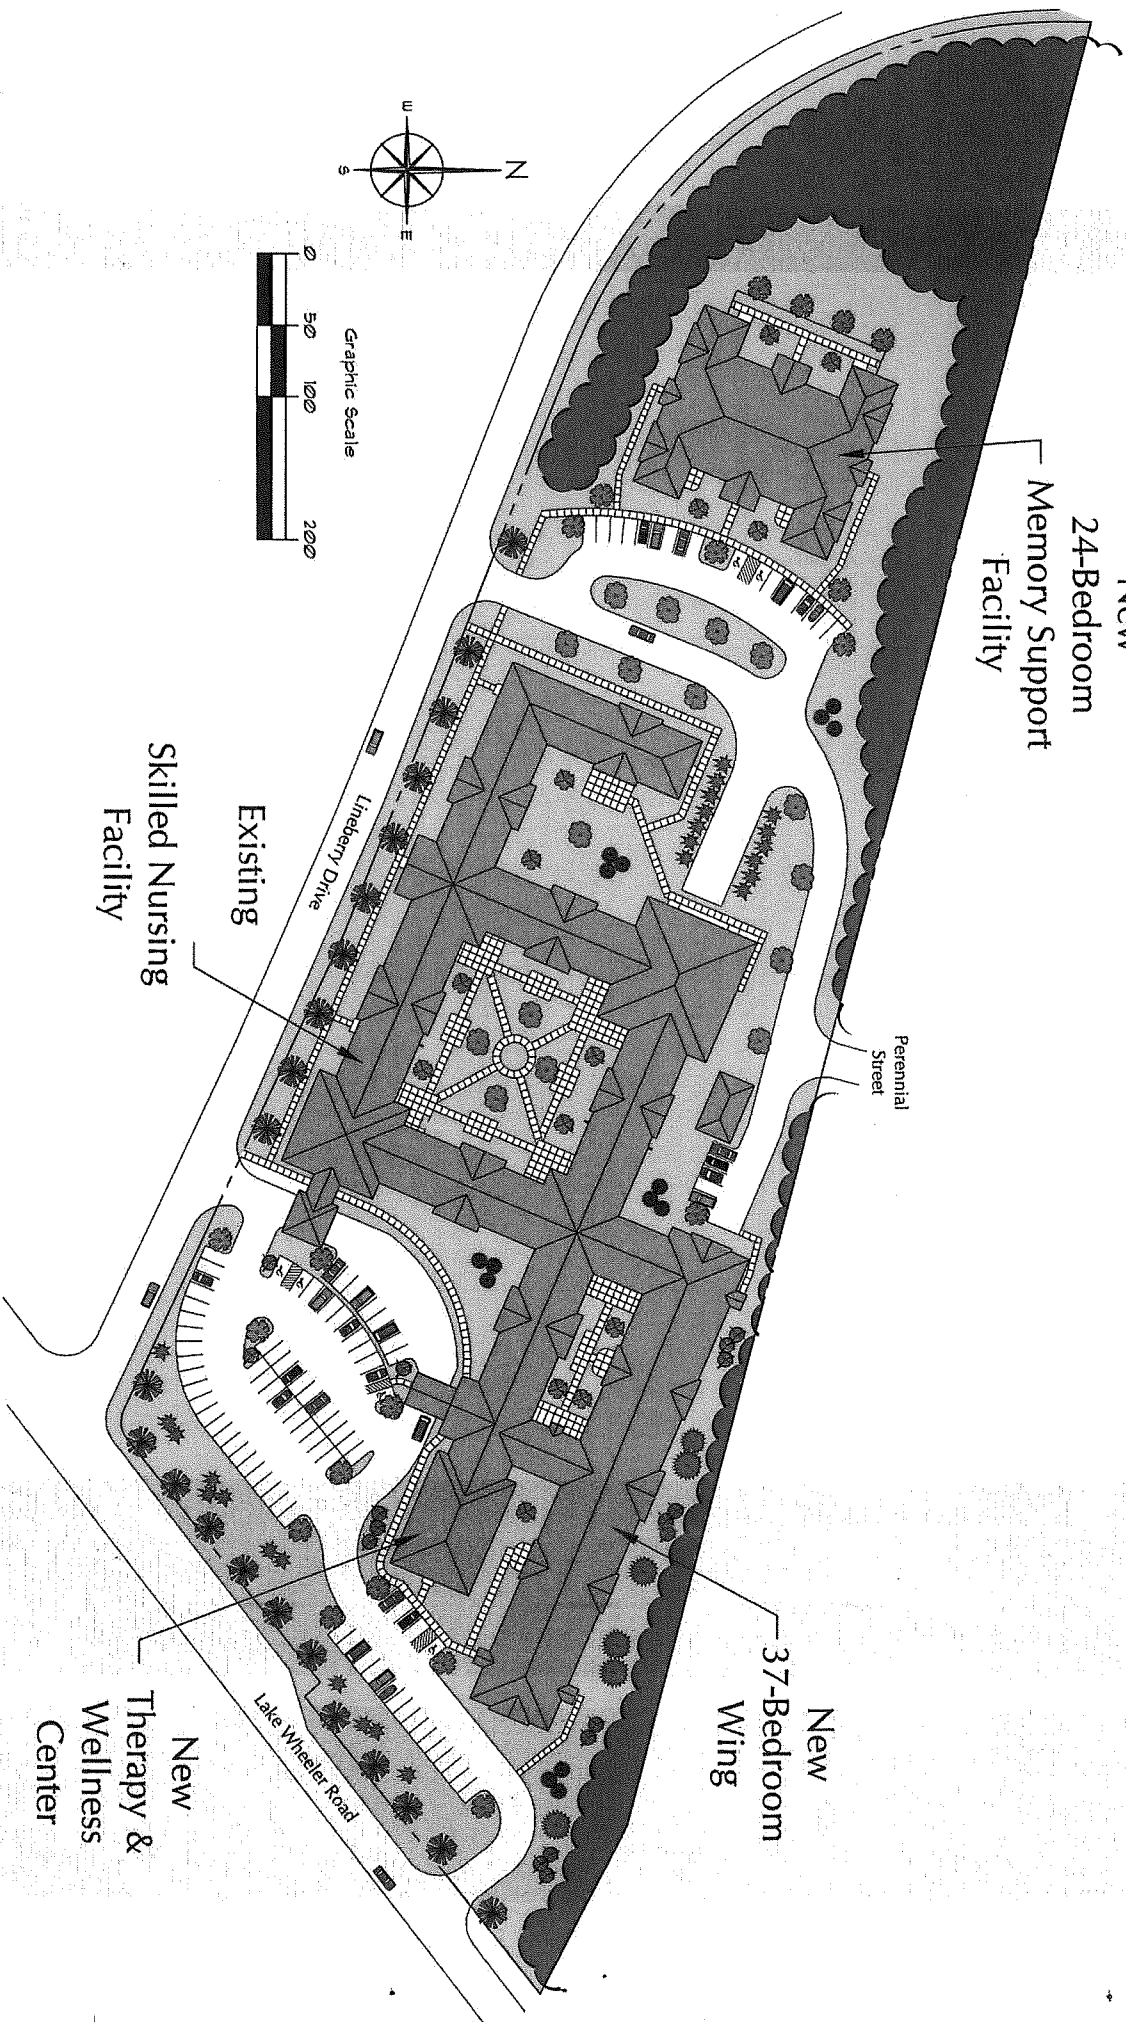 New
24-Bedroom
Memory Support
Facility
N
W
E
S
0 50 100 200
Graphic Scale
Perennial
Street
Lineberry Drive
Existing
Skilled Nursing
Facility
New
37-Bedroom
Wing
New
Therapy &
Wellness
Center
Lake Wheeler Road